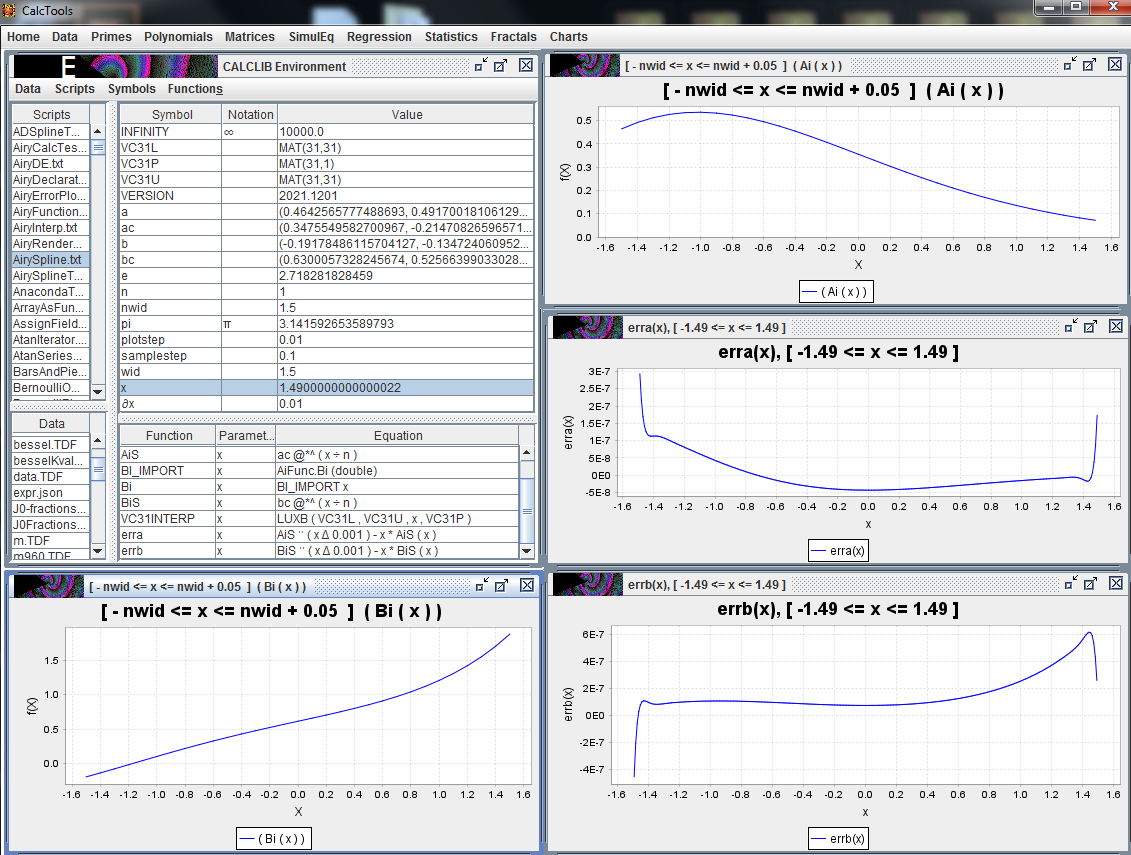 CalcTools
Home Data Primes Polynomials Matrices SimulEq Regression Statistics Fractals Charts
E CALCLIB Environment
Data Scripts Symbols Functions
Scripts
ADSplineT...
AiryCalcTes...
AiryDE.txt
AiryDeclarat...
AiryErrorPlo...
AiryFunction...
AiryInterp.txt
AiryRender...
AirySpline.txt
AirySplineT...
AnacondaT...
ArrayAsFun...
AssignField...
AtanIterator....
AtanSeries...
BarsAndPie...
BernoulliO...
Data
bessel.TDF
besselKval...
data.TDF
expr.json
J0-fractions...
J0Fractions...
m.TDF
m960.TDF
Symbol Notation Value
INFINITY ∞ 10000.0
VC31L MAT(31,31)
VC31P MAT(31,1)
VC31U MAT(31,31)
VERSION 2021.1201
a (0.4642565777488693, 0.49170018106129...
ac (0.3475549582700967, -0.21470826596571...
b (-0.19178486115704127, -0.134724060952...
bc (0.6300057328245674, 0.52566399033028...
e 2.718281828459
n 1
nwid 1.5
pi π 3.141592653589793
plotstep 0.01
samplestep 0.1
wid 1.5
x 1.4900000000000022
∂x 0.01
Function Paramet... Equation
AiS x ac @*^ ( x ÷ n )
BI_IMPORT x AiFunc.Bi (double)
Bi x BI_IMPORT x
BiS x bc @*^ ( x ÷ n )
VC31INTERP x LUXB ( VC31L , VC31U , x , VC31P )
erra x AiS '' ( x Δ 0.001 ) - x * AiS ( x )
errb x BiS '' ( x Δ 0.001 ) - x * BiS ( x )
[ - nwid <= x <= nwid + 0.05 ] ( Ai ( x ) )
[ - nwid <= x <= nwid + 0.05 ] ( Ai ( x ) )
f(X)
0.5
0.4
0.3
0.2
0.1
0.0
-1.6 -1.4 -1.2 -1.0 -0.8 -0.6 -0.4 -0.2 0.0 0.2 0.4 0.6 0.8 1.0 1.2 1.4 1.6
X
( Ai ( x ) )
erra(x), [ -1.49 <= x <= 1.49 ]
erra(x), [ -1.49 <= x <= 1.49 ]
erra(x)
3E-7
2.5E-7
2E-7
1.5E-7
1E-7
5E-8
0E0
-5E-8
-1.6 -1.4 -1.2 -1.0 -0.8 -0.6 -0.4 -0.2 0.0 0.2 0.4 0.6 0.8 1.0 1.2 1.4 1.6
x
erra(x)
[ - nwid <= x <= nwid + 0.05 ] ( Bi ( x ) )
[ - nwid <= x <= nwid + 0.05 ] ( Bi ( x ) )
f(X)
1.5
1.0
0.5
0.0
-1.6 -1.4 -1.2 -1.0 -0.8 -0.6 -0.4 -0.2 0.0 0.2 0.4 0.6 0.8 1.0 1.2 1.4 1.6
X
( Bi ( x ) )
errb(x), [ -1.49 <= x <= 1.49 ]
errb(x), [ -1.49 <= x <= 1.49 ]
errb(x)
6E-7
4E-7
2E-7
0E0
-2E-7
-4E-7
-1.6 -1.4 -1.2 -1.0 -0.8 -0.6 -0.4 -0.2 0.0 0.2 0.4 0.6 0.8 1.0 1.2 1.4 1.6
x
errb(x)